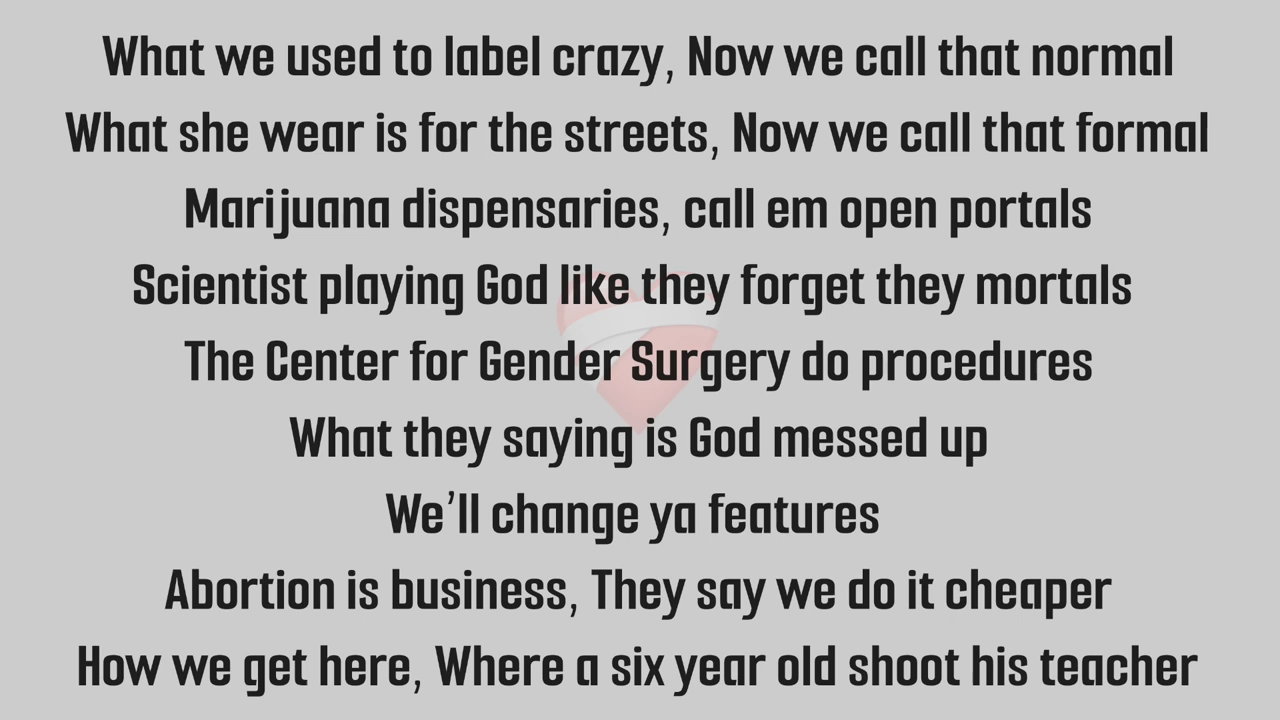 What we used to label crazy, Now we call that normal
What she wear is for the streets, Now we call that formal
Marijuana dispensaries, call em open portals
Scientist playing God like they forget they mortals
The Center for Gender Surgery do procedures
What they saying is God messed up
We’ll change ya features
Abortion is business, They say we do it cheaper
How we get here, Where a six year old shoot his teacher